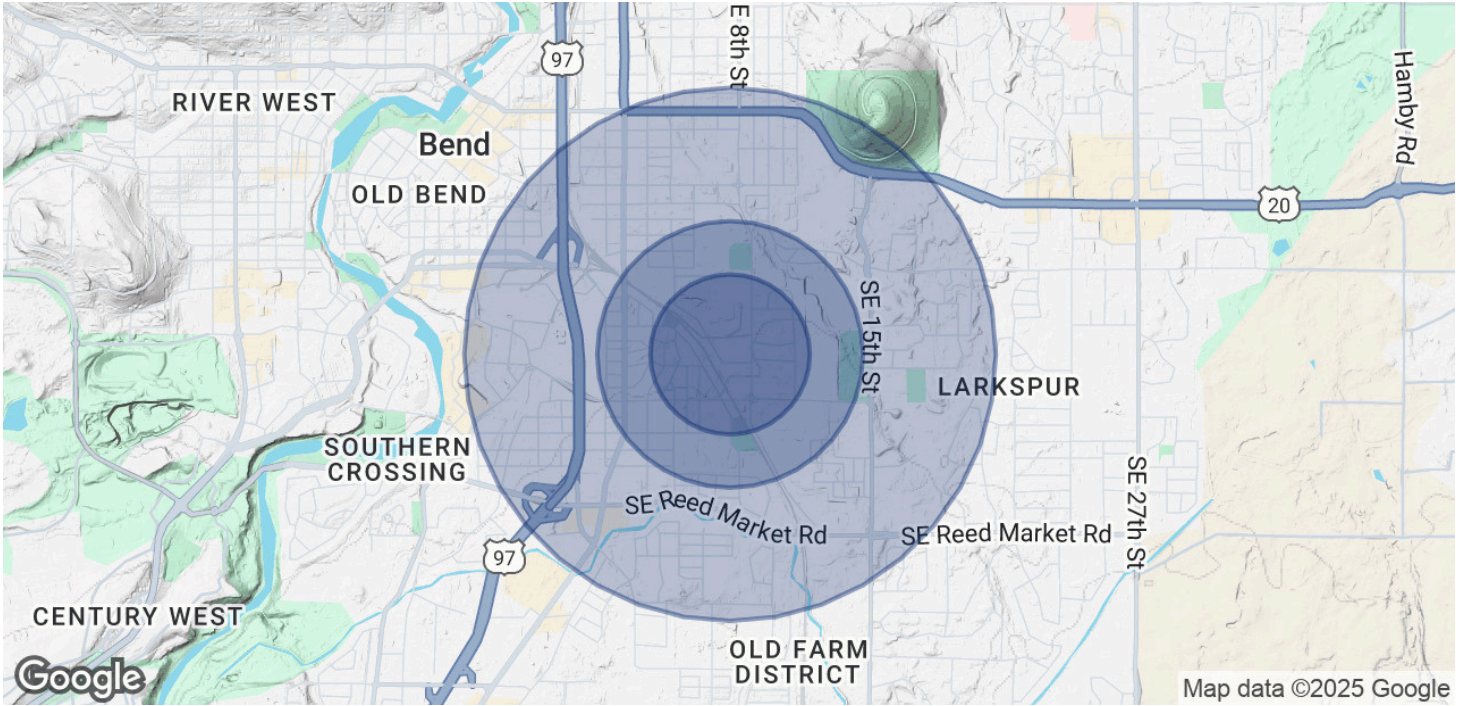 E 8th St
97
Hamby Rd
RIVER WEST
Bend
OLD BEND
20
SE 15th St
LARKSPUR
SOUTHERN
CROSSING
SE 27th St
SE Reed Market Rd
SE Reed Market Rd
97
CENTURY WEST
OLD FARM
DISTRICT
Google
Map data ©2025 Google